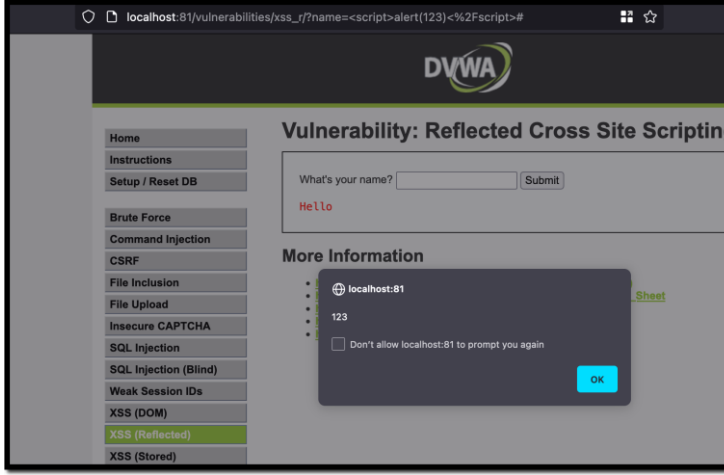 localhost:81/vulnerabilities/xss_r/?name=<script>alert(123)<%2Fscript>#
DVWA
Vulnerability: Reflected Cross Site Scriptin
Home
Instructions
Setup / Reset DB
Brute Force
Command Injection
CSRF
File Inclusion
File Upload
Insecure CAPTCHA
SQL Injection
SQL Injection (Blind)
Weak Session IDs
XSS (DOM)
XSS (Reflected)
XSS (Stored)
What's your name?
Submit
Hello
More Information
_Sheet
localhost:81
123
Don't allow localhost:81 to prompt you again
OK